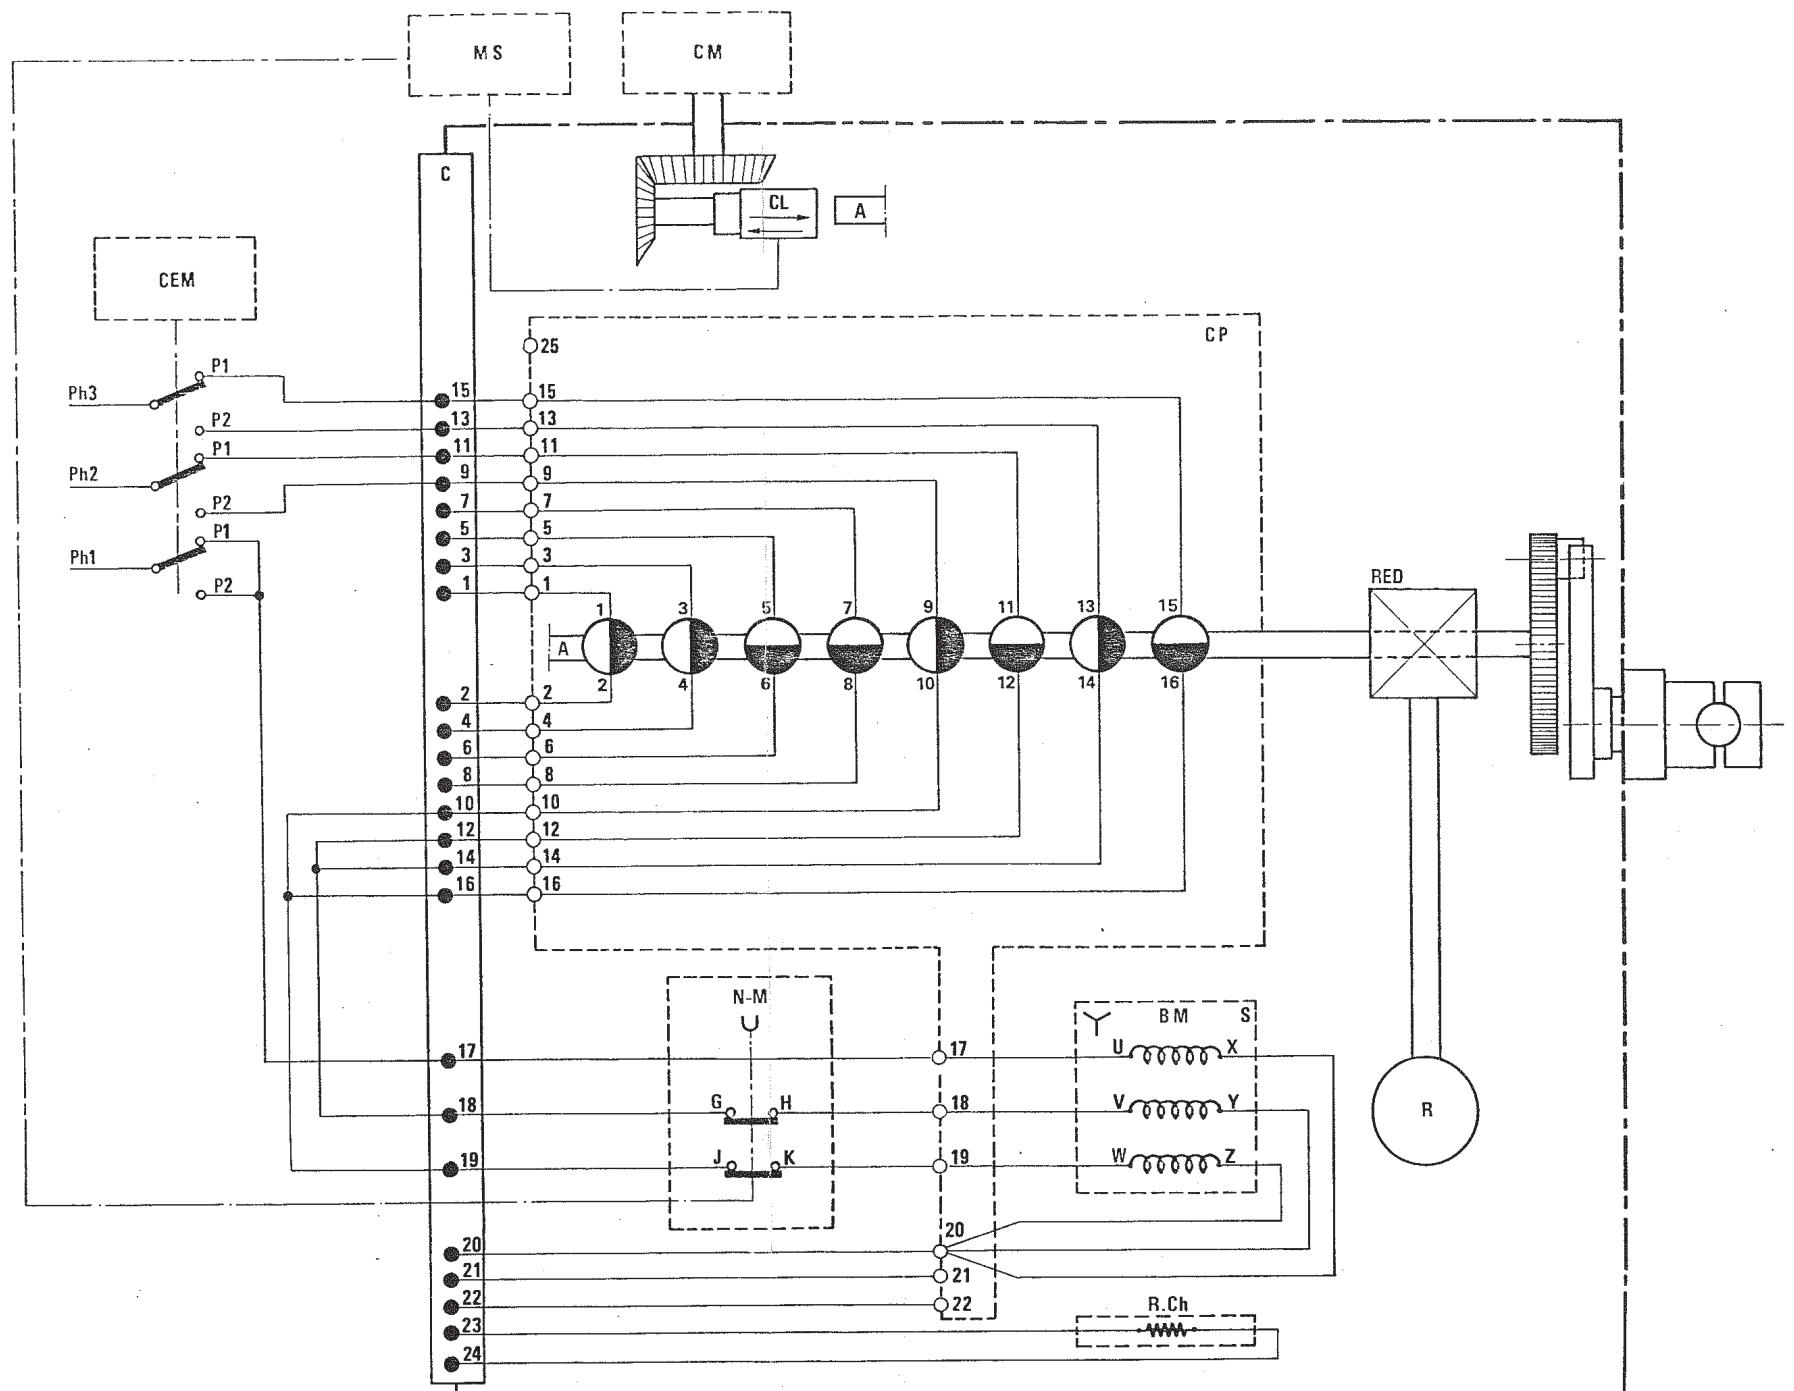 MS
CM
C
CL
A
CEM
CP
25
P1
Ph3
15 15
P2
13 13
P1
11 11
Ph2
9 9
P2
7 7
P1
5 5
Ph1
3 3
P2
1 1
1 3 5 7 9 11 13 15
RED
A
2 4 6 8 10 12 14 16
2 2
4 4
6 6
8 8
10 10
12 12
14 14
16 16
N-M
BM S
17 17 U X
18 G H 18 V Y
R
19 J K 19 W Z
20 20
21 21
22 22
R.Ch
23
24